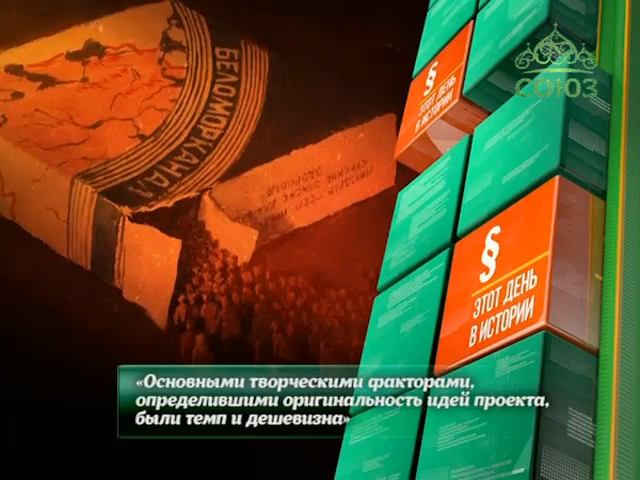 БЕЛОМОРКАНАЛ
СОЮЗ
§
ЭТОТ ДЕНЬ
В ИСТОРИИ
§
ЭТОТ ДЕНЬ
В ИСТОРИИ
«Основными творческими факторами,
определившими оригинальность идей проекта,
были темп и дешевизна»